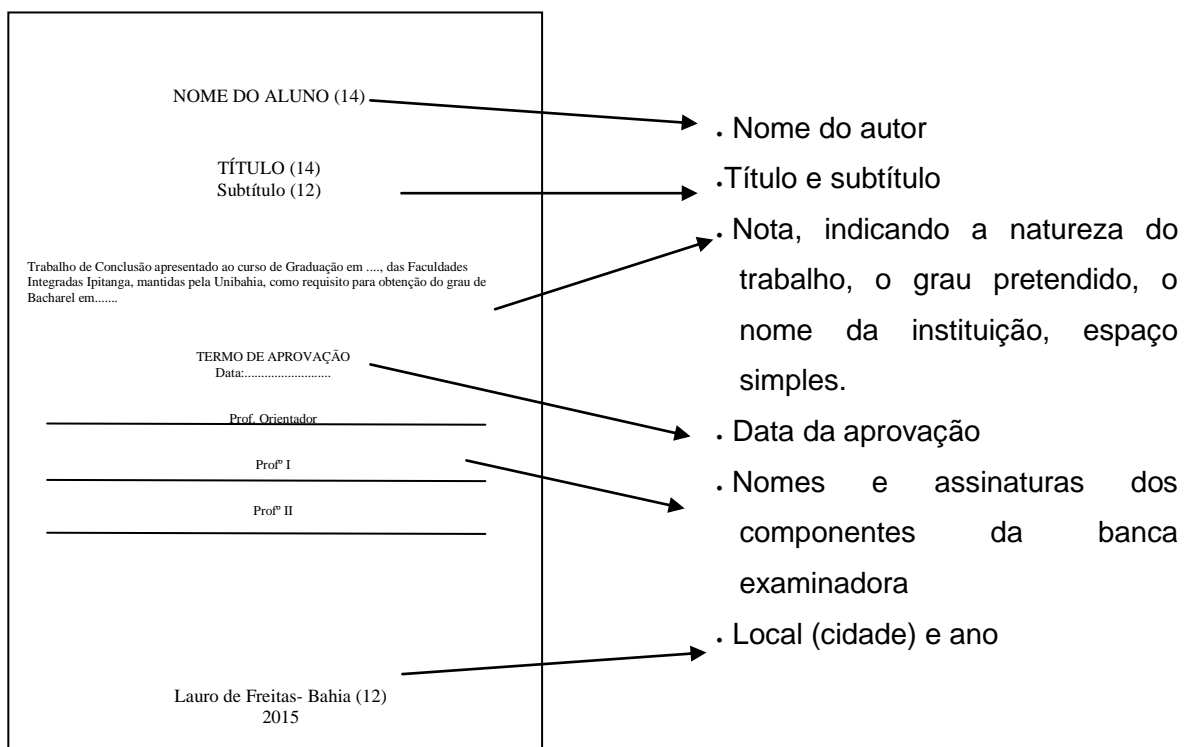 NOME DO ALUNO (14)
TÍTULO (14)
Subtítulo (12)
Trabalho de Conclusão apresentado ao curso de Graduação em ...., das Faculdades
Integradas Ipitanga, mantidas pela Unibahia, como requisito para obtenção do grau de
Bacharel em.......
TERMO DE APROVAÇÃO
Data:..........................
Prof. Orientador
Profº I
Profº II
Lauro de Freitas- Bahia (12)
2015
. Nome do autor
.Título e subtítulo
. Nota, indicando a natureza do
trabalho, o grau pretendido, o
nome da instituição, espaço
simples.
. Data da aprovação
. Nomes e assinaturas dos
componentes da banca
examinadora
. Local (cidade) e ano